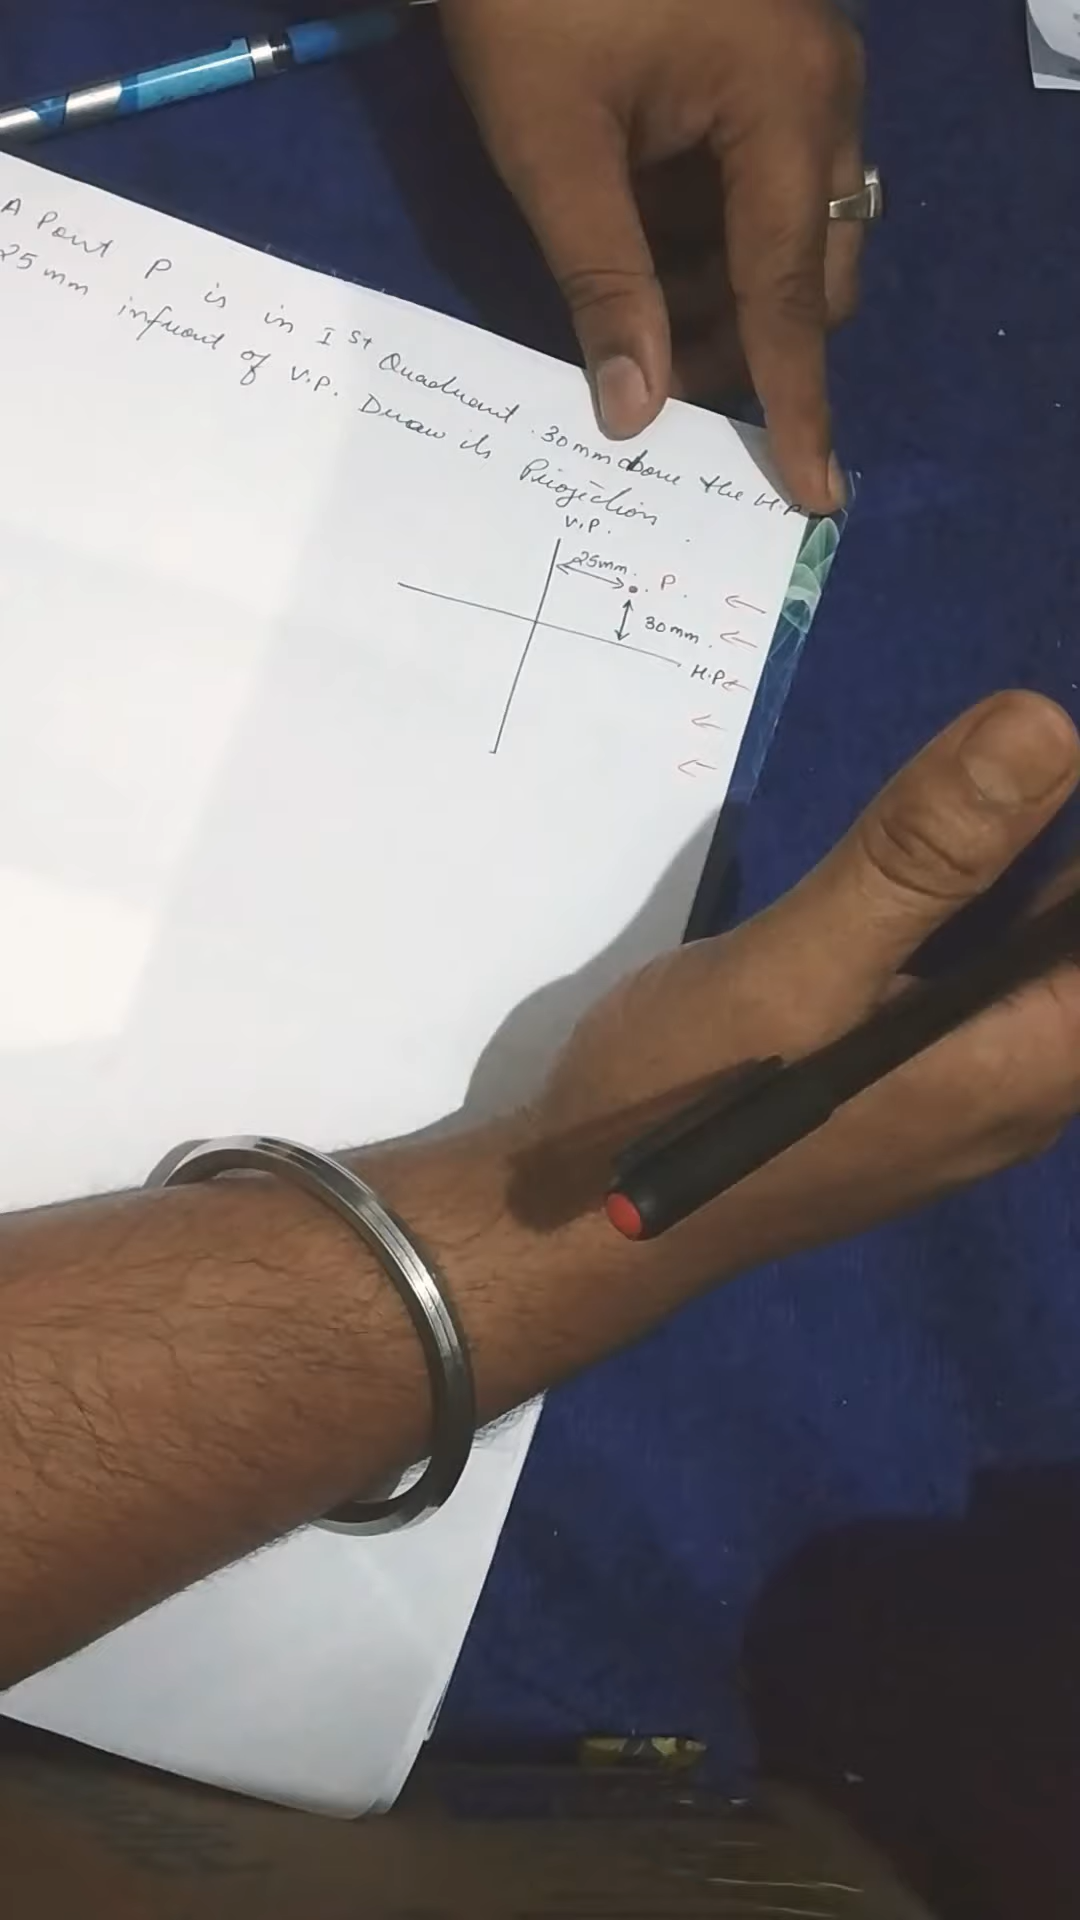 A Point P is in Ist Quadrant. 30mm above the H.P
25mm infront of V.P. Draw its Projection.
V.P.
25mm. P.
30mm.
H.P